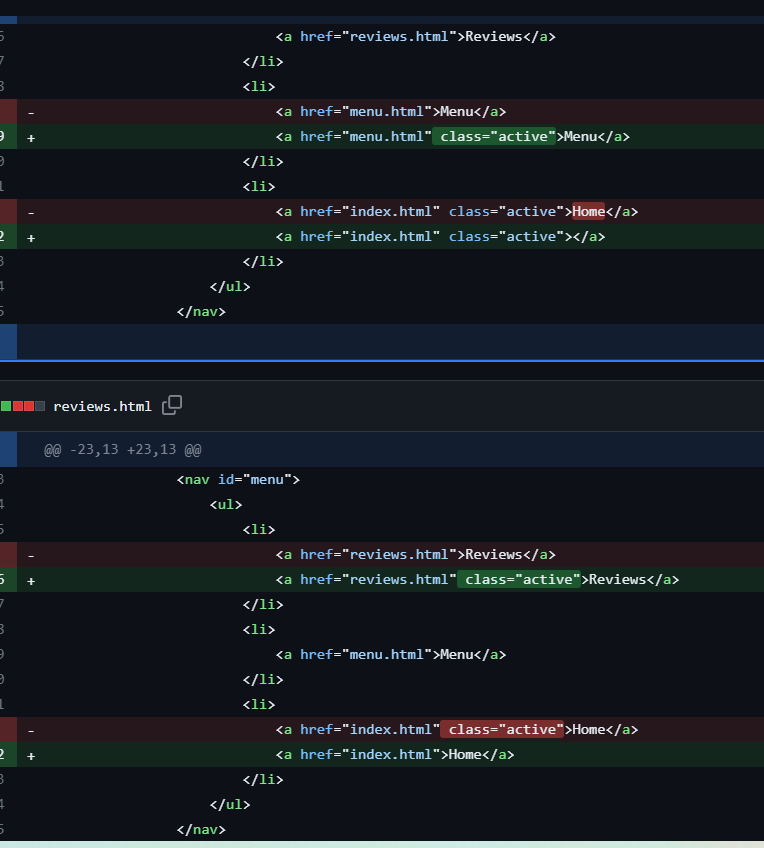 6 <a href="reviews.html">Reviews</a>
7 </li>
8 <li>
- <a href="menu.html">Menu</a>
9 + <a href="menu.html" class="active">Menu</a>
0 </li>
1 <li>
- <a href="index.html" class="active">Home</a>
2 + <a href="index.html" class="active"></a>
3 </li>
4 </ul>
5 </nav>
reviews.html
@@ -23,13 +23,13 @@
3 <nav id="menu">
4 <ul>
5 <li>
- <a href="reviews.html">Reviews</a>
6 + <a href="reviews.html" class="active">Reviews</a>
7 </li>
8 <li>
9 <a href="menu.html">Menu</a>
0 </li>
1 <li>
- <a href="index.html" class="active">Home</a>
2 + <a href="index.html">Home</a>
3 </li>
4 </ul>
5 </nav>